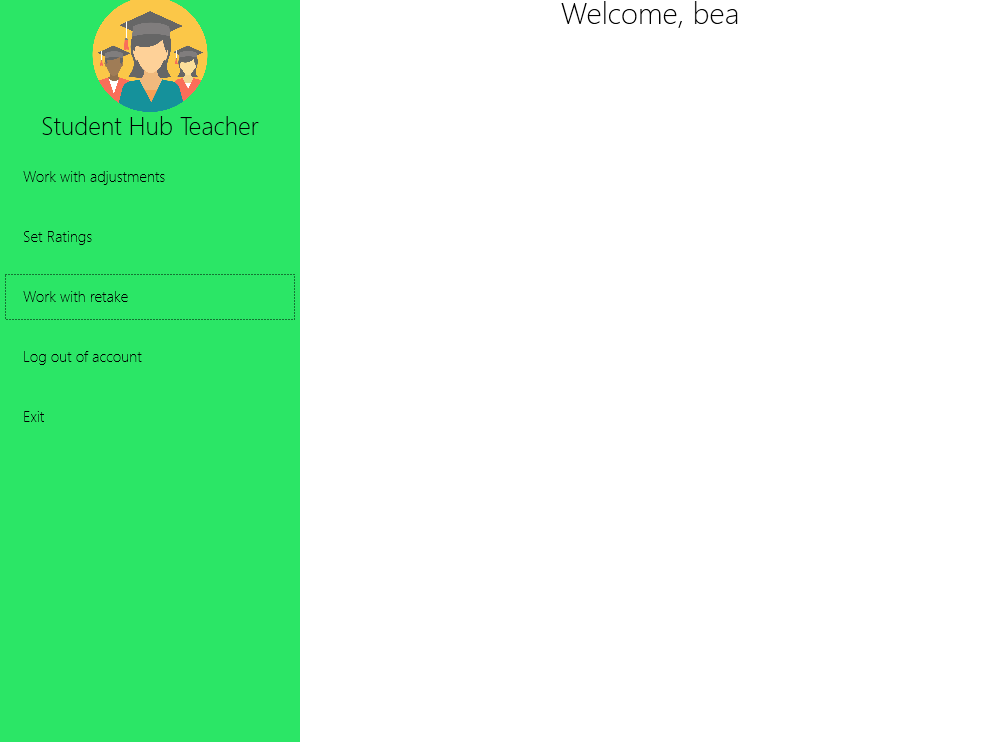 Welcome, bea
Student Hub Teacher
Work with adjustments
Set Ratings
Work with retake
Log out of account
Exit